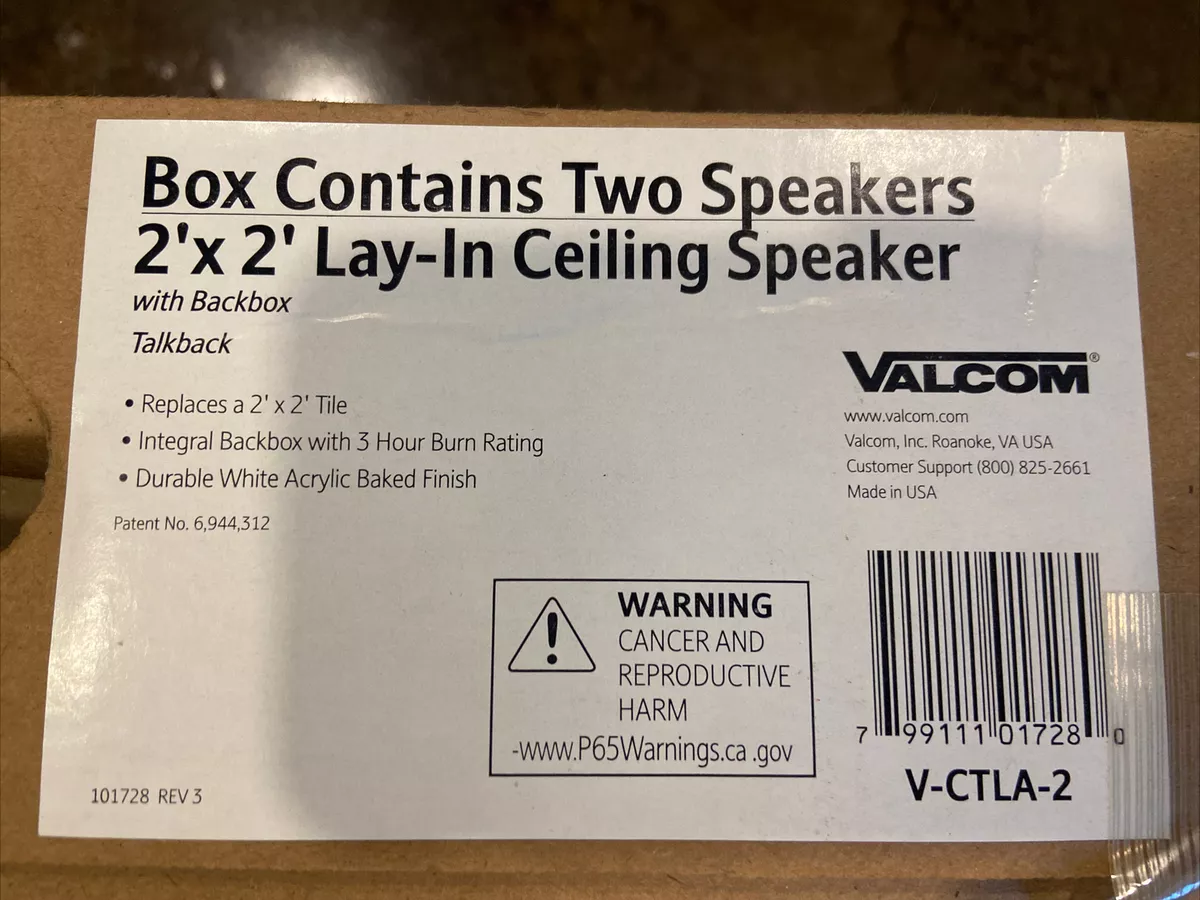 Box Contains Two Speakers
2'x 2' Lay-In Ceiling Speaker
with Backbox
Talkback
• Replaces a 2' x 2' Tile
• Integral Backbox with 3 Hour Burn Rating
• Durable White Acrylic Baked Finish
Patent No. 6,944,312
VALCOM®
www.valcom.com
Valcom, Inc. Roanoke, VA USA
Customer Support (800) 825-2661
Made in USA
WARNING
CANCER AND
REPRODUCTIVE
HARM
-www.P65Warnings.ca .gov
7 99111 01728 0
V-CTLA-2
101728 REV 3